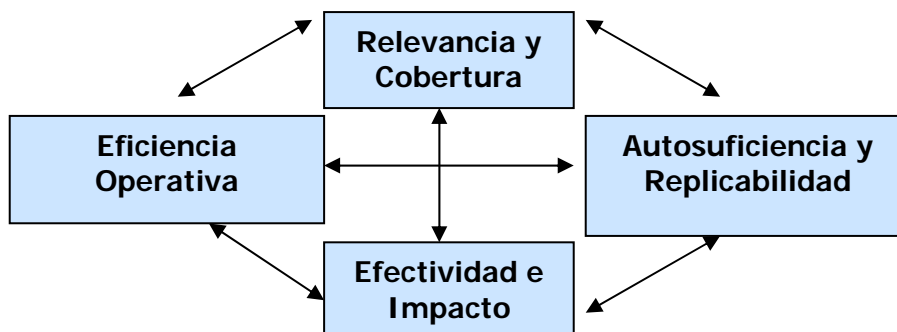 Relevancia y
Cobertura
Eficiencia
Operativa
Autosuficiencia y
Replicabilidad
Efectividad e
Impacto